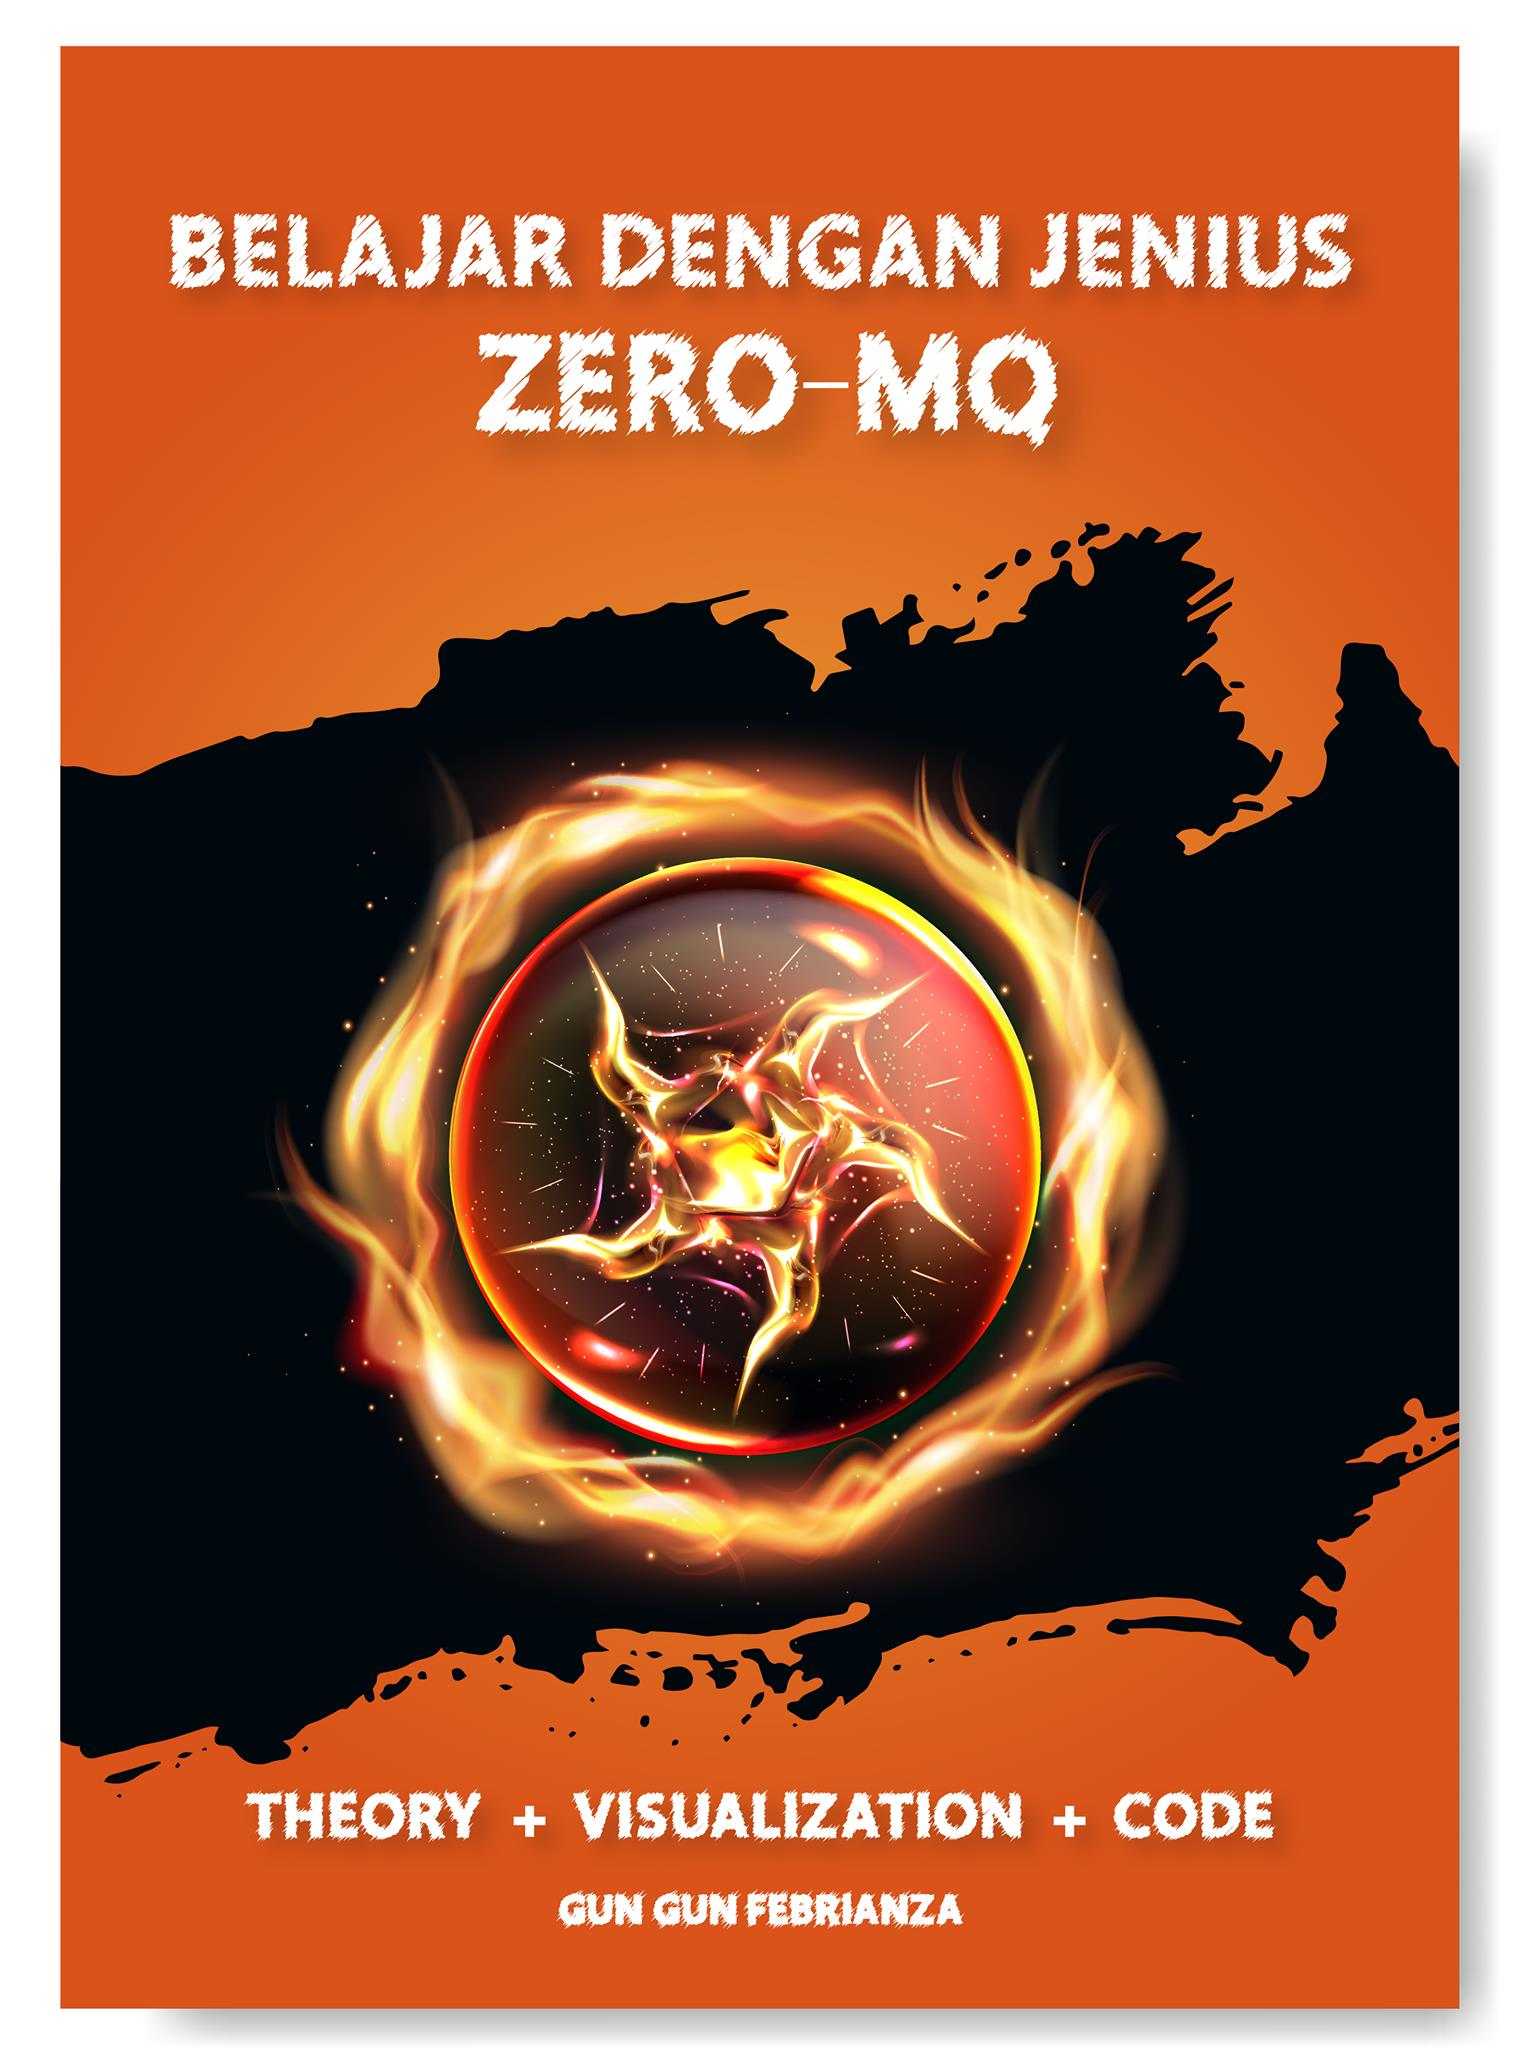 BELAJAR DENGAN JENIUS
ZERO-MQ
THEORY + VISUALIZATION + CODE
GUN GUN FEBRIANZA